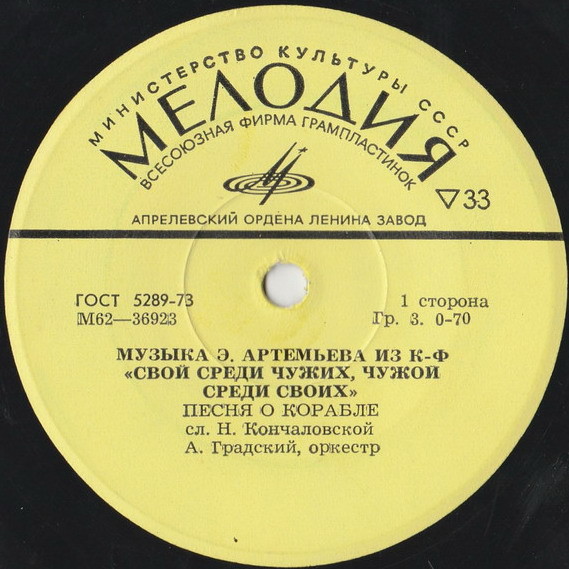 МИНИСТЕРСТВО КУЛЬТУРЫ СССР
МЕЛОДИЯ
ВСЕСОЮЗНАЯ ФИРМА ГРАМПЛАСТИНОК
▽33
АПРЕЛЕВСКИЙ ОРДЕНА ЛЕНИНА ЗАВОД
ГОСТ 5289-73
М62—36923
1 сторона
Гр. 3. 0-70
МУЗЫКА Э. АРТЕМЬЕВА ИЗ К-Ф
«СВОЙ СРЕДИ ЧУЖИХ, ЧУЖОЙ
СРЕДИ СВОИХ»
ПЕСНЯ О КОРАБЛЕ
сл. Н. Кончаловской
А. Градский, оркестр